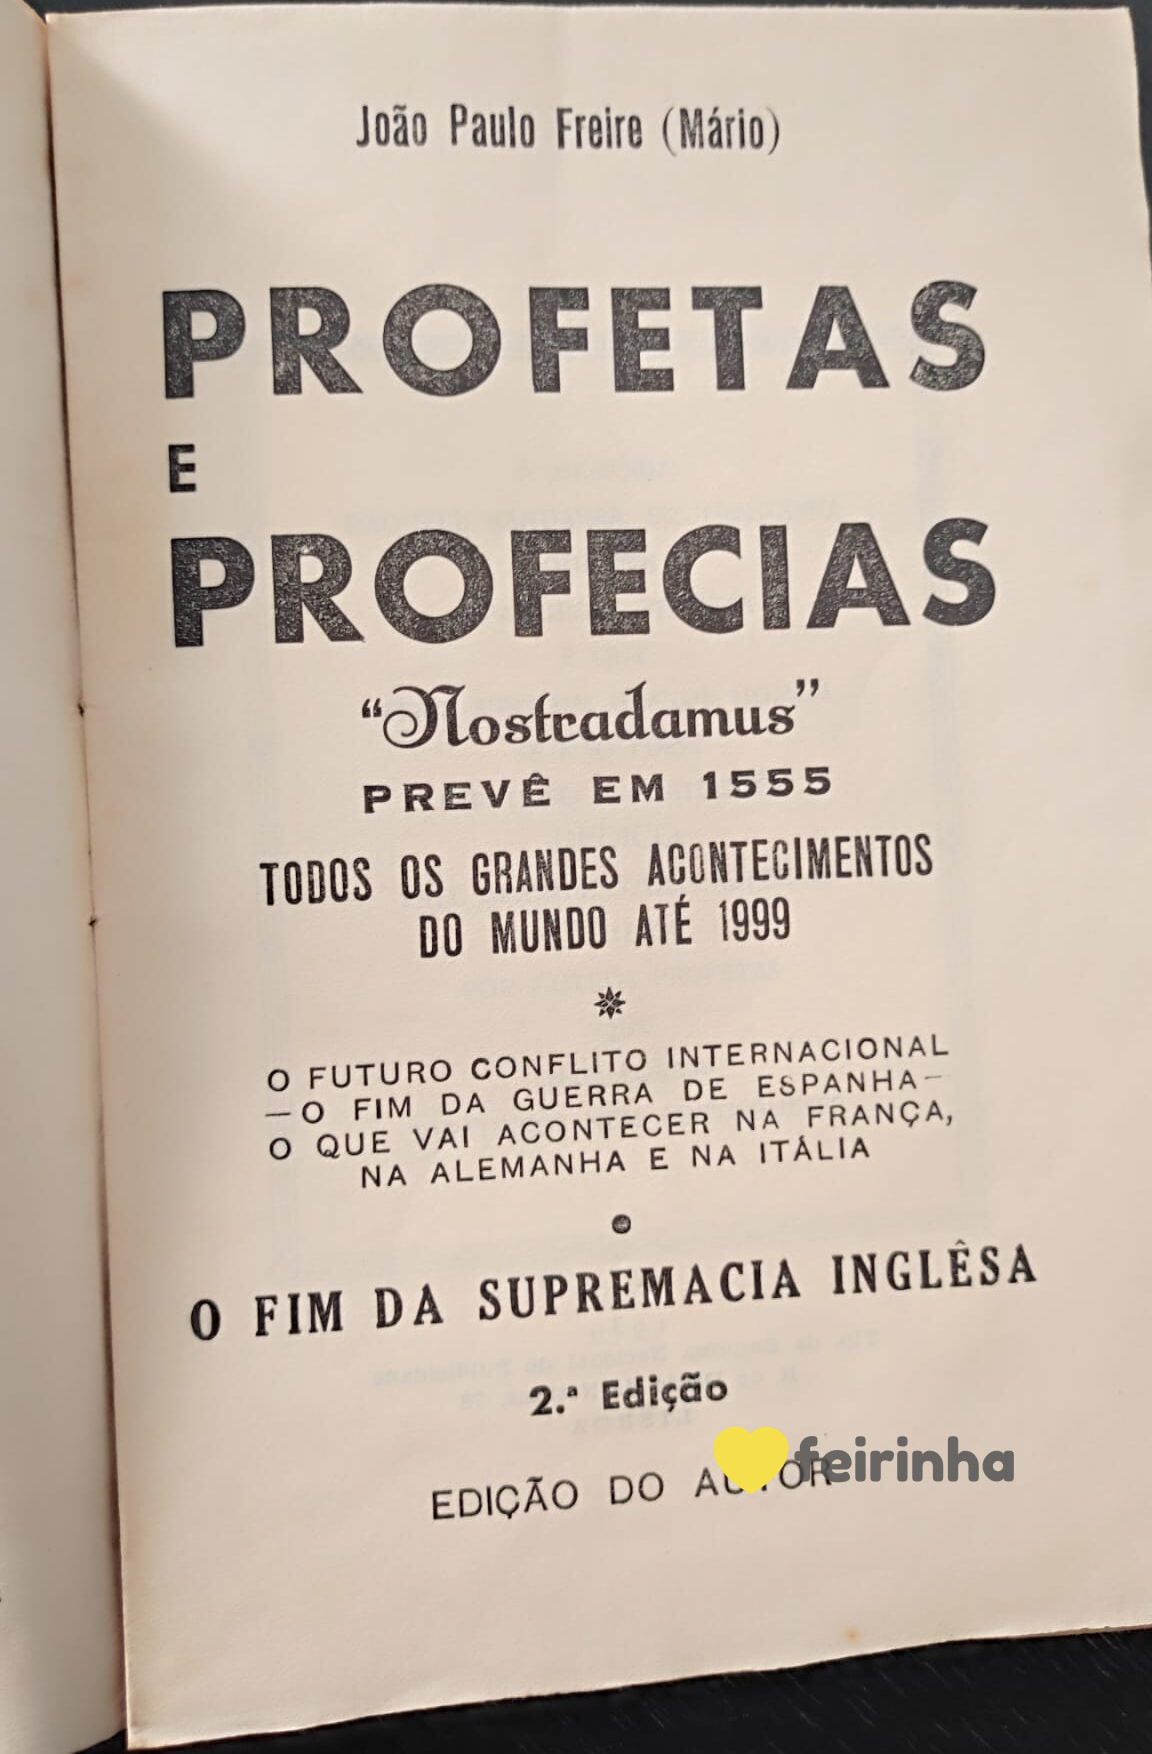 João Paulo Freire (Mário)
PROFETAS
E
PROFECIAS
“Nostradamus”
PREVÊ EM 1555
TODOS OS GRANDES ACONTECIMENTOS
DO MUNDO ATÉ 1999
O FUTURO CONFLITO INTERNACIONAL
— O FIM DA GUERRA DE ESPANHA —
O QUE VAI ACONTECER NA FRANÇA,
NA ALEMANHA E NA ITÁLIA
O FIM DA SUPREMACIA INGLÊSA
2.ª Edição
EDIÇÃO DO AUTOR
feirinha